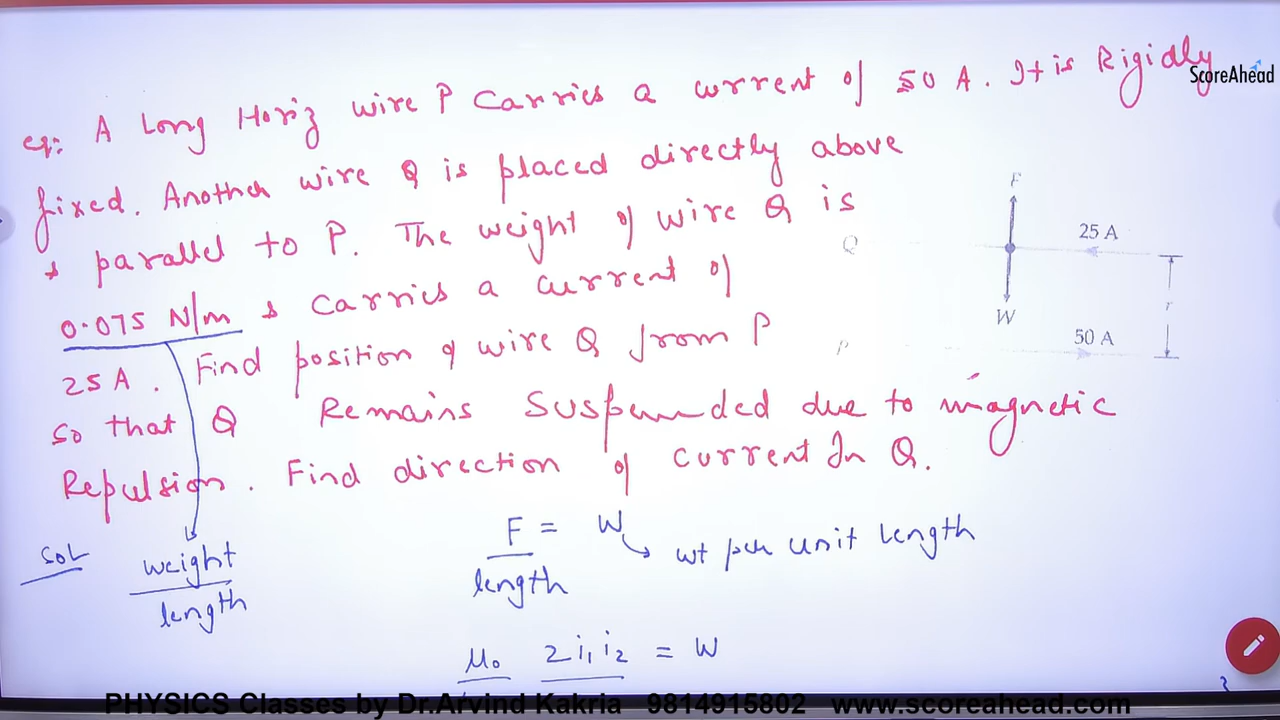 eg: A Long Horiz wire P Carries a current of 50 A. It is Rigidly
ScoreAhead
fixed. Another wire Q is placed directly above
& parallel to P. The weight of wire Q is
0.075 N/m & Carries a current of
25 A. Find position of wire Q from P
so that Q Remains Suspended due to magnetic
Repulsion. Find direction of current In Q.
F
25 A
Q
W
r
50 A
P
Sol
weight
length
F = W
length
wt per unit length
μ₀ 2i₁i₂ = W
PHYSICS Classes by Dr.Arvind Kakria 9814915802 www.scoreahead.com